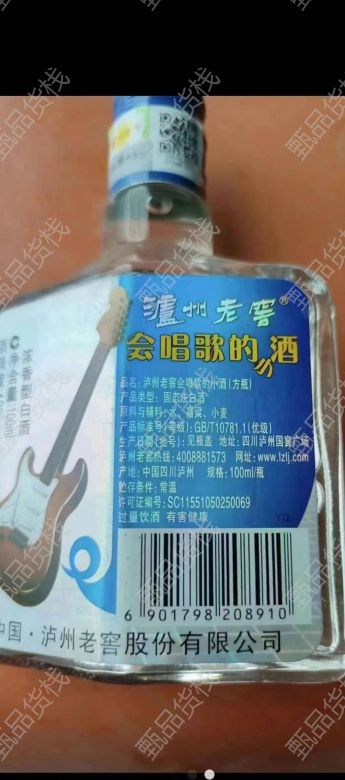 泸州老窖®
会唱歌的小酒
品名：泸州老窖会唱歌的小酒（方瓶）
产品类型：固态法白酒
原料与辅料：水、高粱、小麦
产品标准号（等级）：GB/T10781.1(优级)
生产日期（批号）：见瓶盖 地址：四川泸州国窖广场
泸州老窖热线：4008881573 网址：www.lzlj.com
产地：中国四川泸州 规格：100ml/瓶
贮存条件：常温
许可证编号：SC11551050250069
过量饮酒 有害健康
6 901798 208910
中国·泸州老窖股份有限公司
浓香型白酒
净含量：100ml
甄品货栈